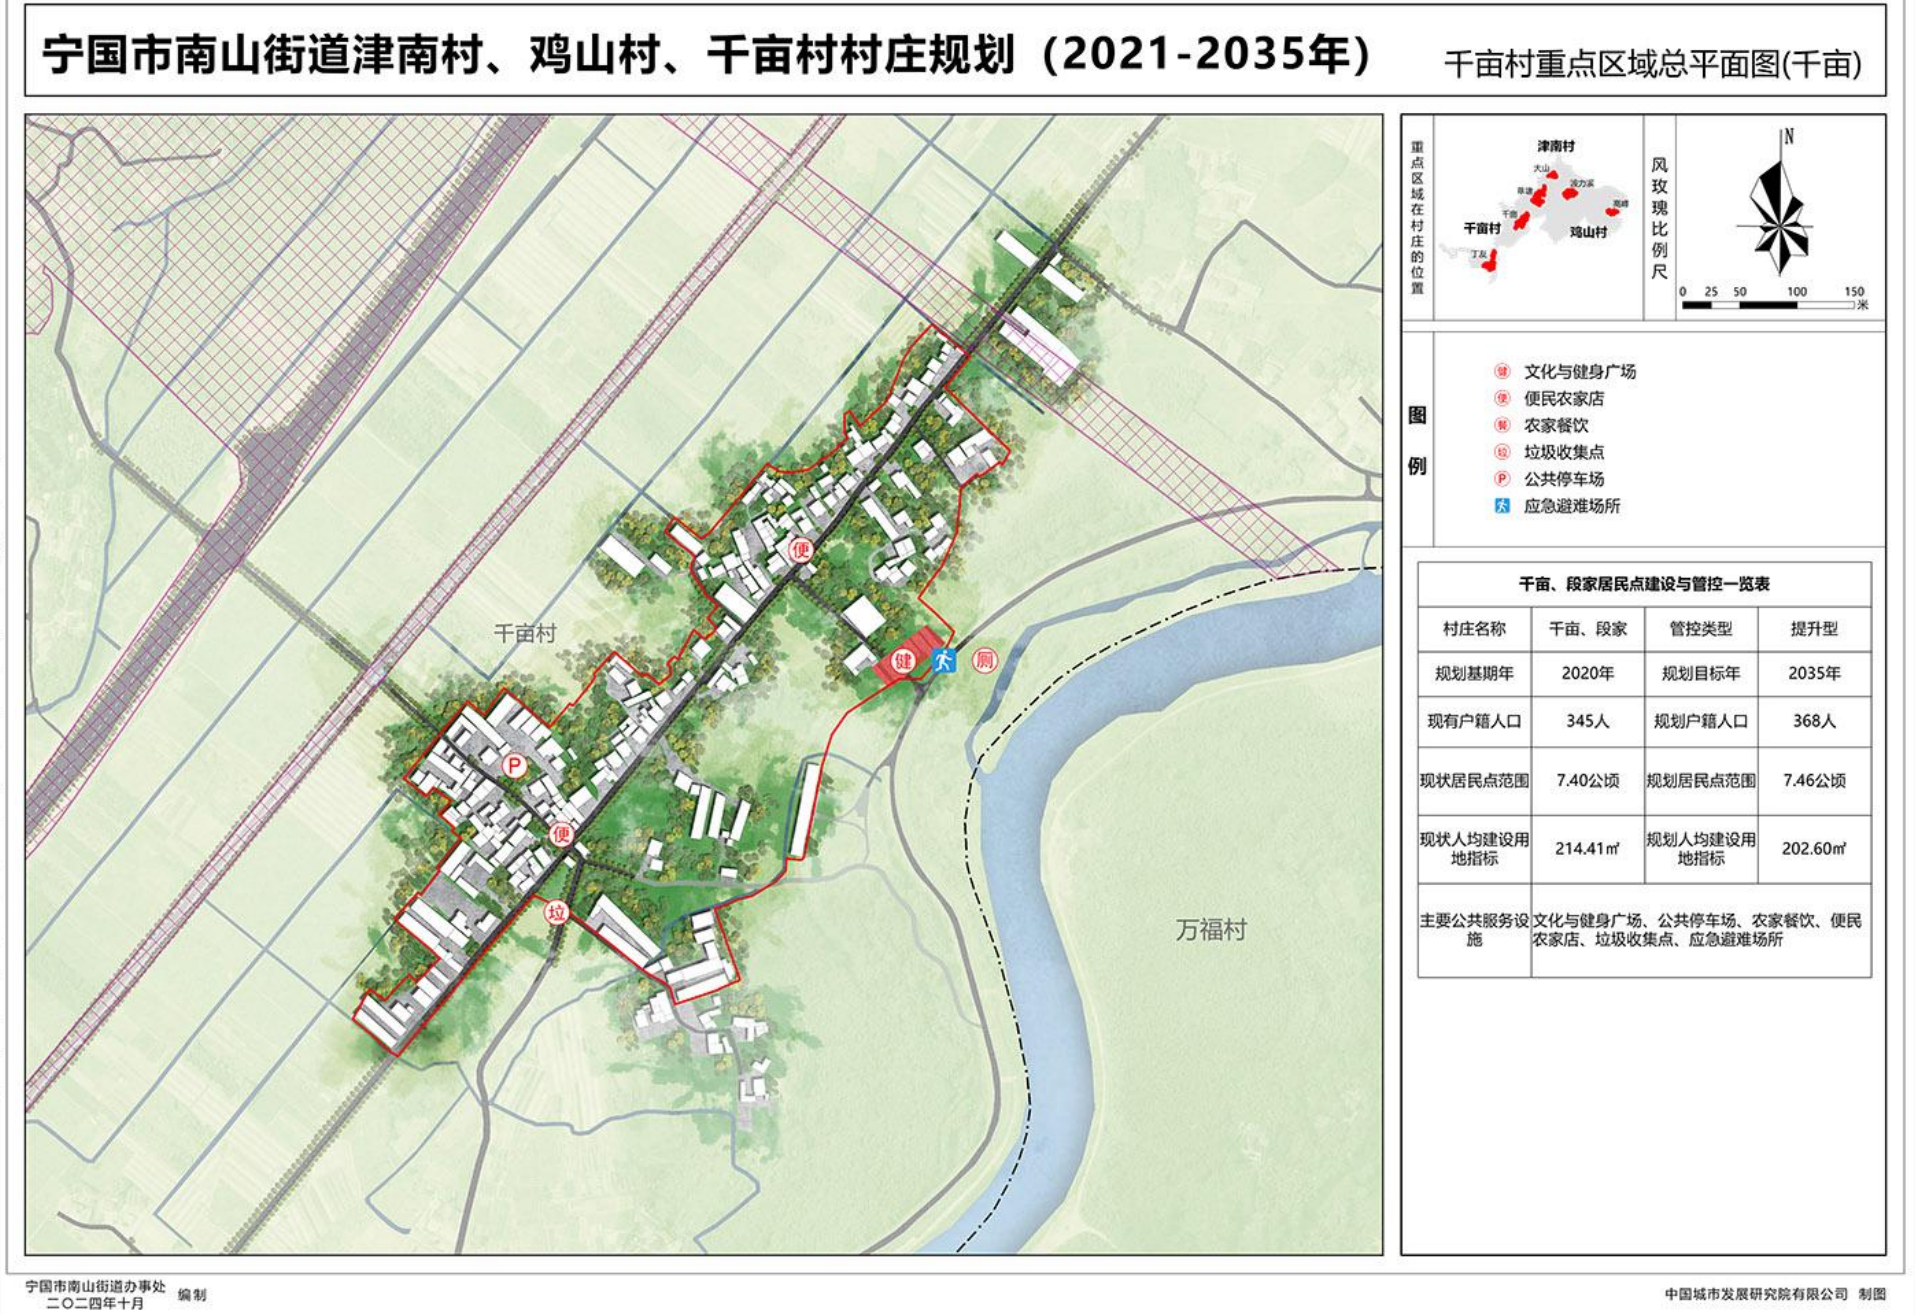 宁国市南山街道津南村、鸡山村、千亩村村庄规划（2021-2035年）
千亩村重点区域总平面图(千亩)
千亩村
万福村
便
健
厕
P
便
垃
重点区域在村庄的位置
津南村
大山
千亩
高峰
千亩村
鸡山村
风玫瑰比例尺
N
0 25 50 100 150
米
图例
健 文化与健身广场
便 便民农家店
餐 农家餐饮
垃 垃圾收集点
P 公共停车场
应急避难场所
千亩、段家居民点建设与管控一览表
村庄名称 千亩、段家 管控类型 提升型
规划基期年 2020年 规划目标年 2035年
现有户籍人口 345人 规划户籍人口 368人
现状居民点范围 7.40公顷 规划居民点范围 7.46公顷
现状人均建设用地指标 214.41㎡ 规划人均建设用地指标 202.60㎡
主要公共服务设施 文化与健身广场、公共停车场、农家餐饮、便民
农家店、垃圾收集点、应急避难场所
宁国市南山街道办事处
二〇二四年十月
编制
中国城市发展研究院有限公司 制图